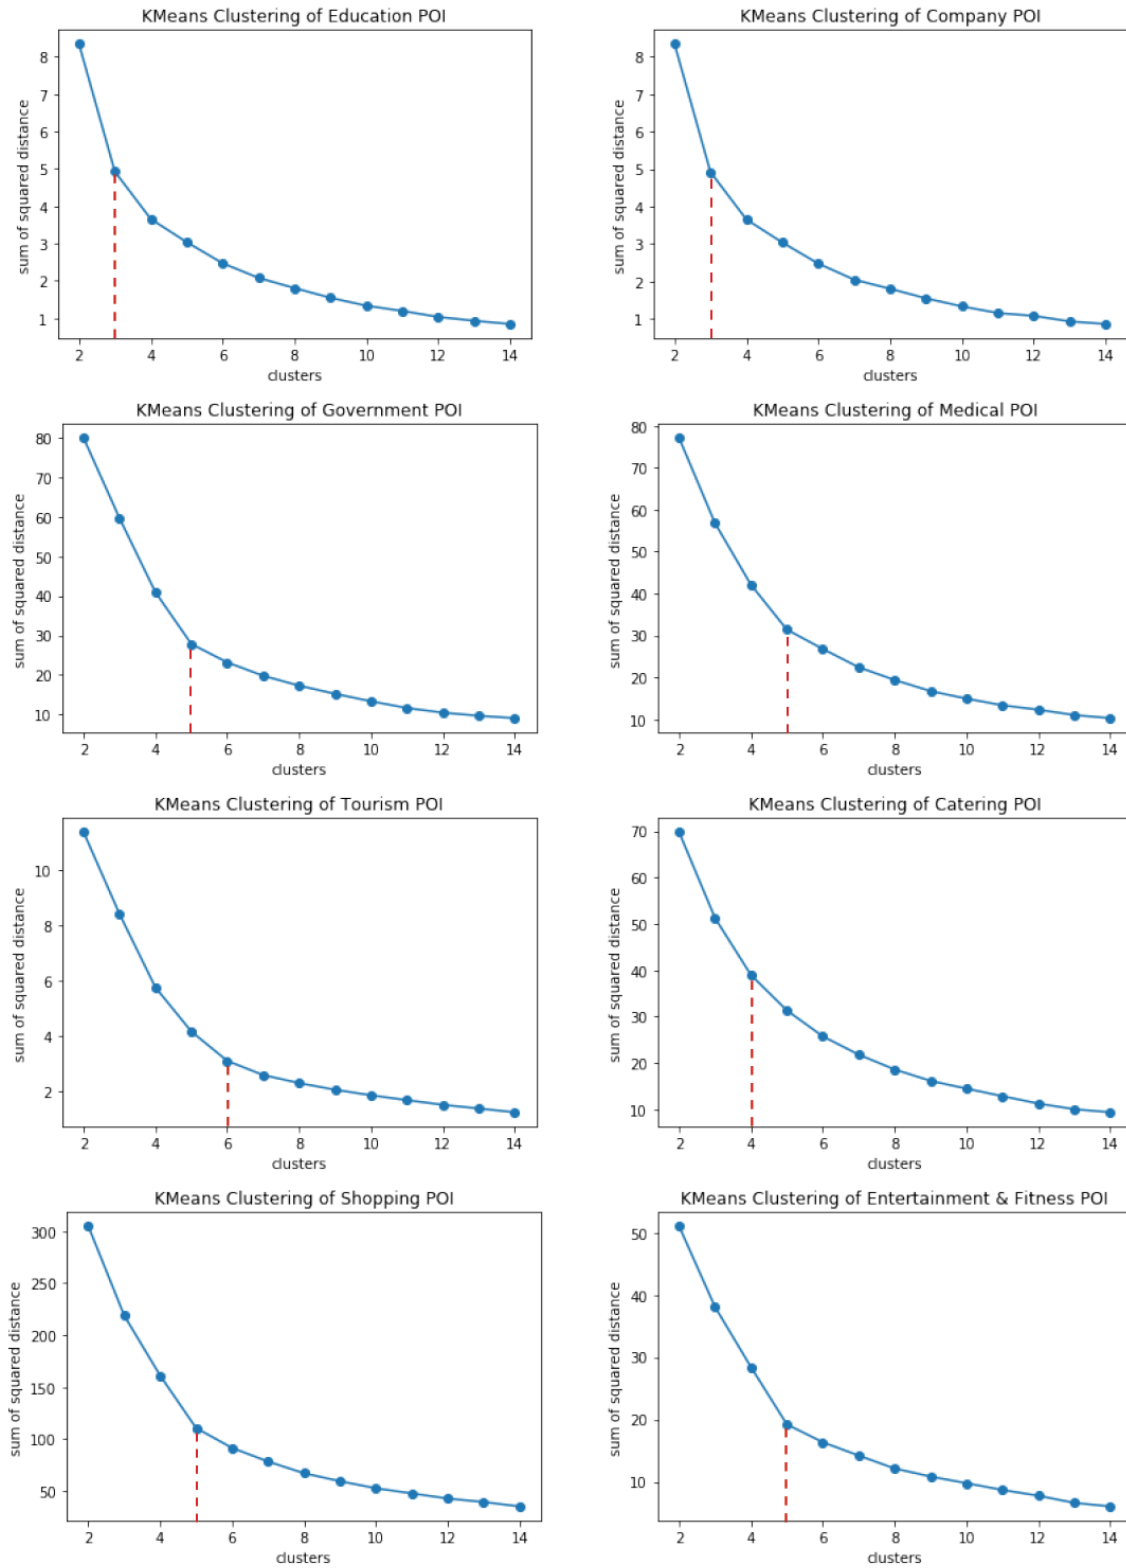 KMeans Clustering of Education POI
sum of squared distance
8
7
6
5
4
3
2
1
2 4 6 8 10 12 14
clusters
KMeans Clustering of Company POI
sum of squared distance
8
7
6
5
4
3
2
1
2 4 6 8 10 12 14
clusters
KMeans Clustering of Government POI
sum of squared distance
80
70
60
50
40
30
20
10
2 4 6 8 10 12 14
clusters
KMeans Clustering of Medical POI
sum of squared distance
80
70
60
50
40
30
20
10
2 4 6 8 10 12 14
clusters
KMeans Clustering of Tourism POI
sum of squared distance
10
8
6
4
2
2 4 6 8 10 12 14
clusters
KMeans Clustering of Catering POI
sum of squared distance
70
60
50
40
30
20
10
2 4 6 8 10 12 14
clusters
KMeans Clustering of Shopping POI
sum of squared distance
300
250
200
150
100
50
2 4 6 8 10 12 14
clusters
KMeans Clustering of Entertainment & Fitness POI
sum of squared distance
50
40
30
20
10
2 4 6 8 10 12 14
clusters